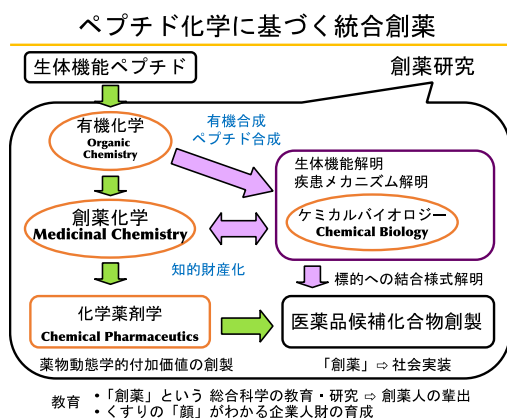 ペプチド化学に基づく統合創薬
生体機能ペプチド
創薬研究
有機化学
Organic
Chemistry
有機合成
ペプチド合成
生体機能解明
疾患メカニズム解明
ケミカルバイオロジー
Chemical Biology
創薬化学
Medicinal Chemistry
知的財産化
標的への結合様式解明
化学薬剤学
Chemical Pharmaceutics
医薬品候補化合物創製
薬物動態学的付加価値の創製
「創薬」⇨ 社会実装
教育 ・「創薬」という 総合科学の教育・研究 ⇨ 創薬人の輩出
・くすりの「顔」がわかる企業人財の育成